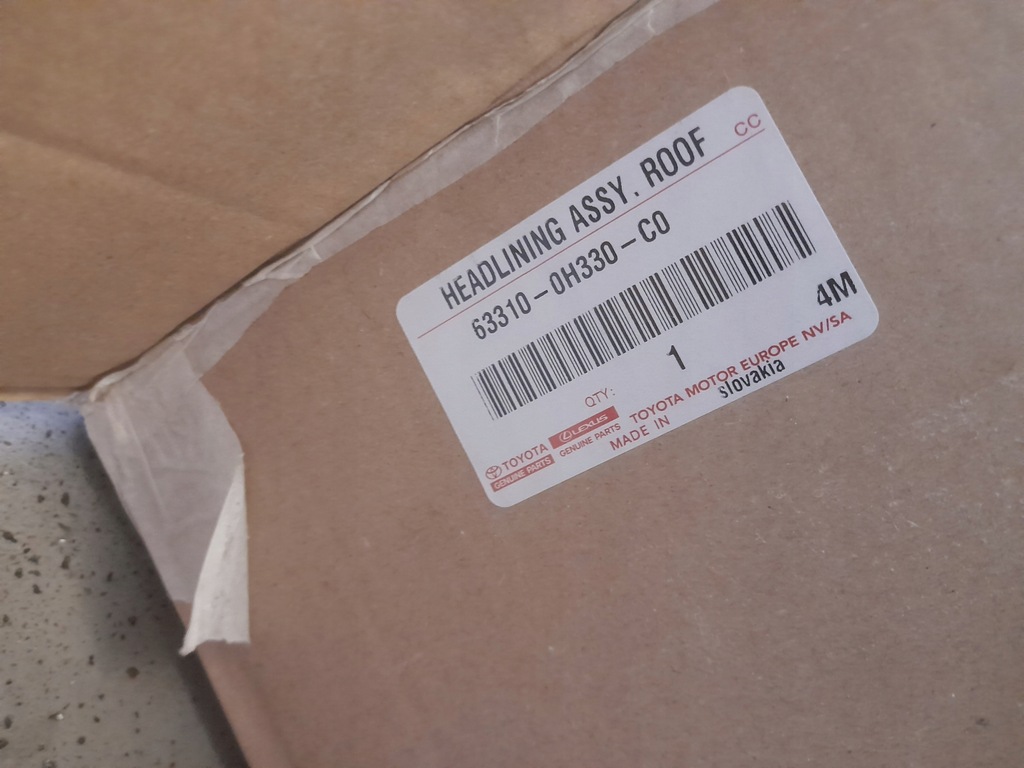 HEADLINING ASSY. ROOF
CC
63310-0H330-C0
4M
QTY: 1
TOYOTA
GENUINE PARTS
LEXUS
GENUINE PARTS
TOYOTA MOTOR EUROPE NV/SA
MADE IN slovakia